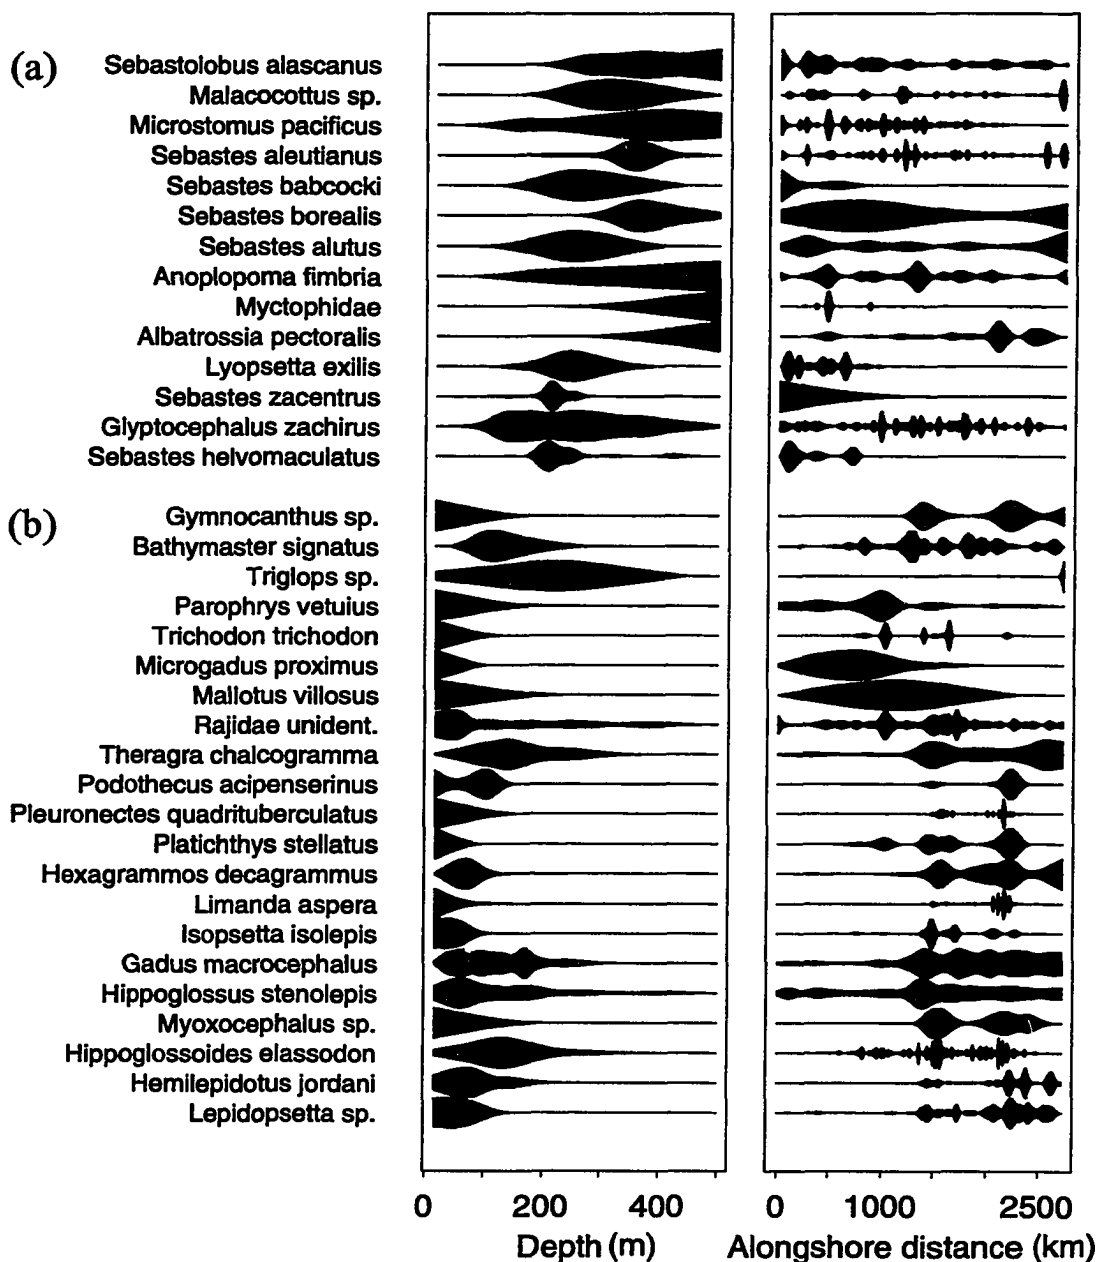 (a)
Sebastolobus alascanus
Malacocottus sp.
Microstomus pacificus
Sebastes aleutianus
Sebastes babcocki
Sebastes borealis
Sebastes alutus
Anoplopoma fimbria
Myctophidae
Albatrossia pectoralis
Lyopsetta exilis
Sebastes zacentrus
Glyptocephalus zachirus
Sebastes helvomaculatus
(b)
Gymnocanthus sp.
Bathymaster signatus
Triglops sp.
Parophrys vetulus
Trichodon trichodon
Microgadus proximus
Mallotus villosus
Rajidae unident.
Theragra chalcogramma
Podothecus acipenserinus
Pleuronectes quadrituberculatus
Platichthys stellatus
Hexagrammos decagrammus
Limanda aspera
Isopsetta isolepis
Gadus macrocephalus
Hippoglossus stenolepis
Myoxocephalus sp.
Hippoglossoides elassodon
Hemilepidotus jordani
Lepidopsetta sp.
0 200 400
Depth (m)
0 1000 2500
Alongshore distance (km)